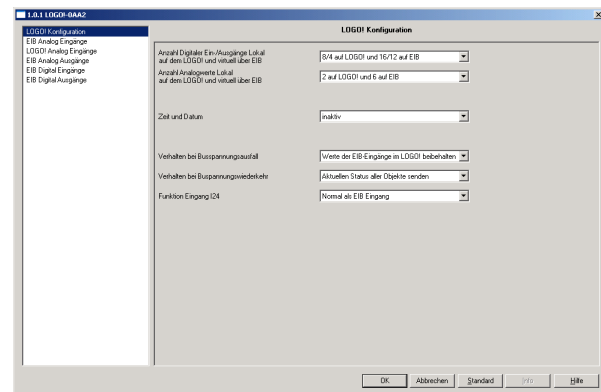 1.0.1 LOGO!-0AA2
LOGO! Konfiguration
EIB Analog Eingänge
LOGO! Analog Eingänge
EIB Analog Ausgänge
EIB Digital Eingänge
EIB Digital Ausgänge
LOGO! Konfiguration
Anzahl Digitaler Ein-/Ausgänge Lokal
auf dem LOGO! und virtuell über EIB
8/4 auf LOGO! und 16/12 auf EIB
Anzahl Analogwerte Lokal
auf dem LOGO! und virtuell über EIB
2 auf LOGO! und 6 auf EIB
Zeit und Datum
inaktiv
Verhalten bei Busspannungsausfall
Werte der EIB-Eingänge im LOGO! beibehalten
Verhalten bei Buspannungswiederkehr
Aktuellen Status aller Objekte senden
Funktion Eingang I24
Normal als EIB Eingang
OK Abbrechen Standard Info Hilfe